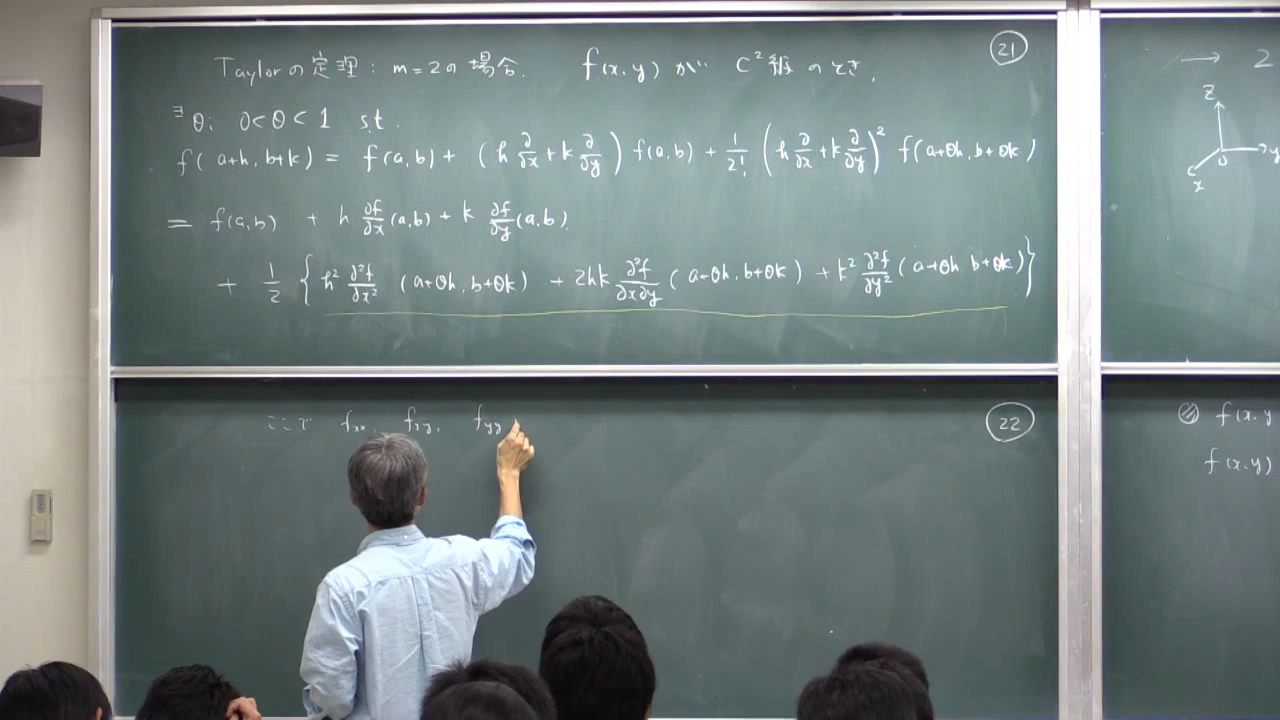 Taylorの定理: m=2の場合. f(x,y)が C²級のとき, ㉑
∃θ; 0<θ<1 s.t.
f(a+h, b+k) = f(a,b) + (h ∂/∂x + k ∂/∂y) f(a,b) + 1/2! (h ∂/∂x + k ∂/∂y)² f(a+θh, b+θk)
= f(a,b) + h ∂f/∂x (a,b) + k ∂f/∂y (a,b)
+ 1/2 { h² ∂²f/∂x² (a+θh, b+θk) + 2hk ∂²f/∂x∂y (a+θh, b+θk) + k² ∂²f/∂y² (a+θh, b+θk) }
ここで fxx, fxy, fyy ㉒
→ 2
z
y
0
x
f(x,y
f(x,y)